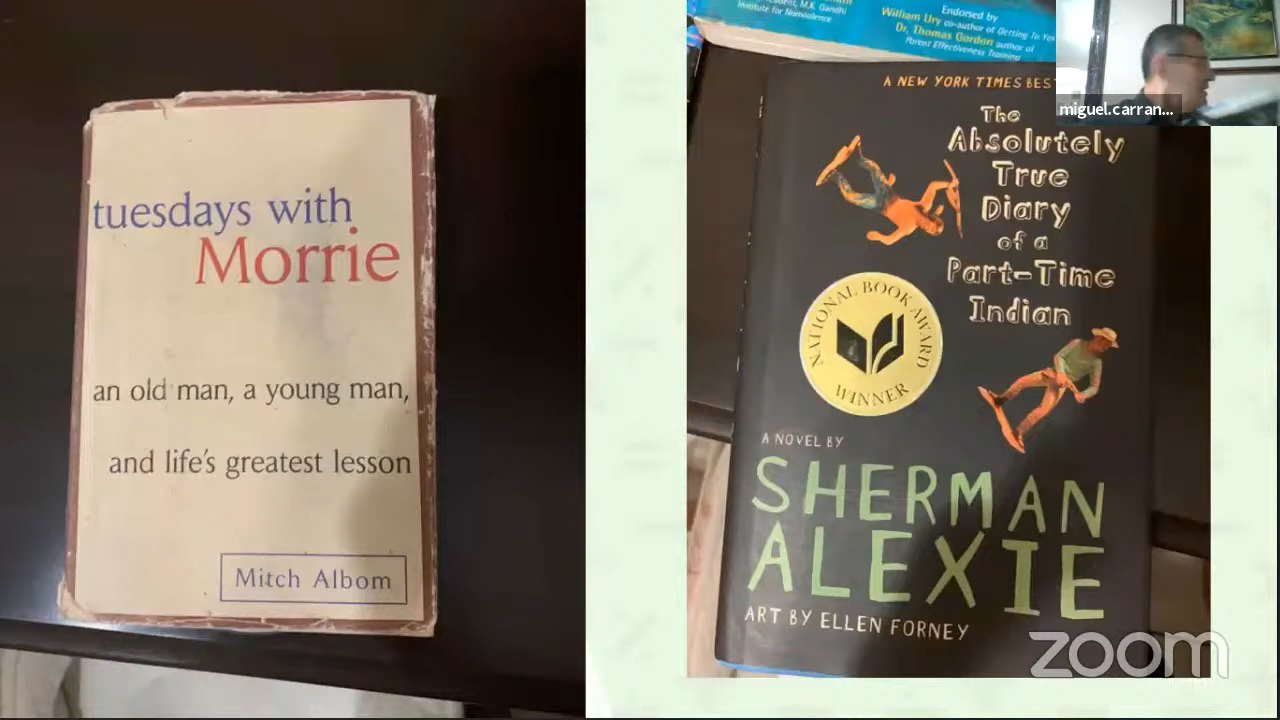 tuesdays with
Morrie
an old man, a young man,
and life's greatest lesson
Mitch Albom
M.K. Gandhi
Institute for Nonviolence
Endorsed by
William Ury co-author of Getting To
Dr. Thomas Gordon author of
Parent Effectiveness Training
A NEW YORK TIMES
The
Absolutely
True
Diary
of a
Part-Time
Indian
NATIONAL BOOK AWARD
WINNER
A NOVEL BY
SHERMAN
ALEXIE
ART BY ELLEN FORNEY
miguel.carran...
zoom